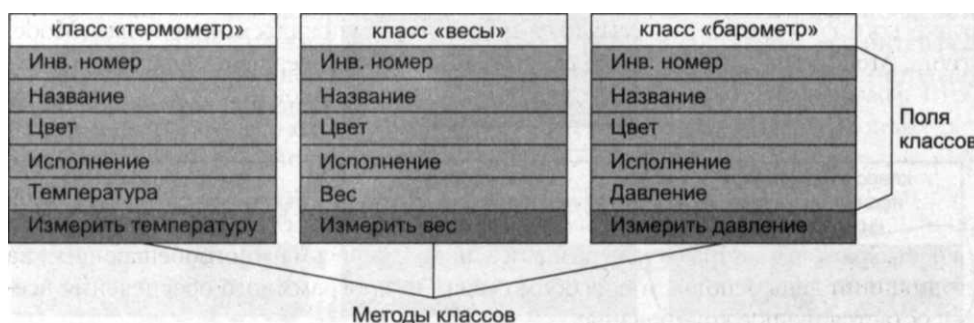 класс «термометр»
Инв. номер
Название
Цвет
Исполнение
Температура
Измерить температуру
класс «весы»
Инв. номер
Название
Цвет
Исполнение
Вес
Измерить вес
класс «барометр»
Инв. номер
Название
Цвет
Исполнение
Давление
Измерить давление
Поля
классов
Методы классов